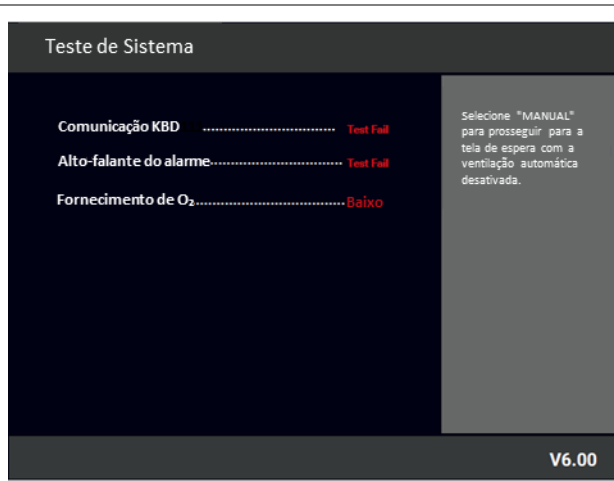 Teste de Sistema
Comunicação KBD ................................ Test Fail
Alto-falante do alarme................................ Test Fail
Fornecimento de O₂....................................Baixo
Selecione "MANUAL"
para prosseguir para a
tela de espera com a
ventilação automática
desativada.
V6.00